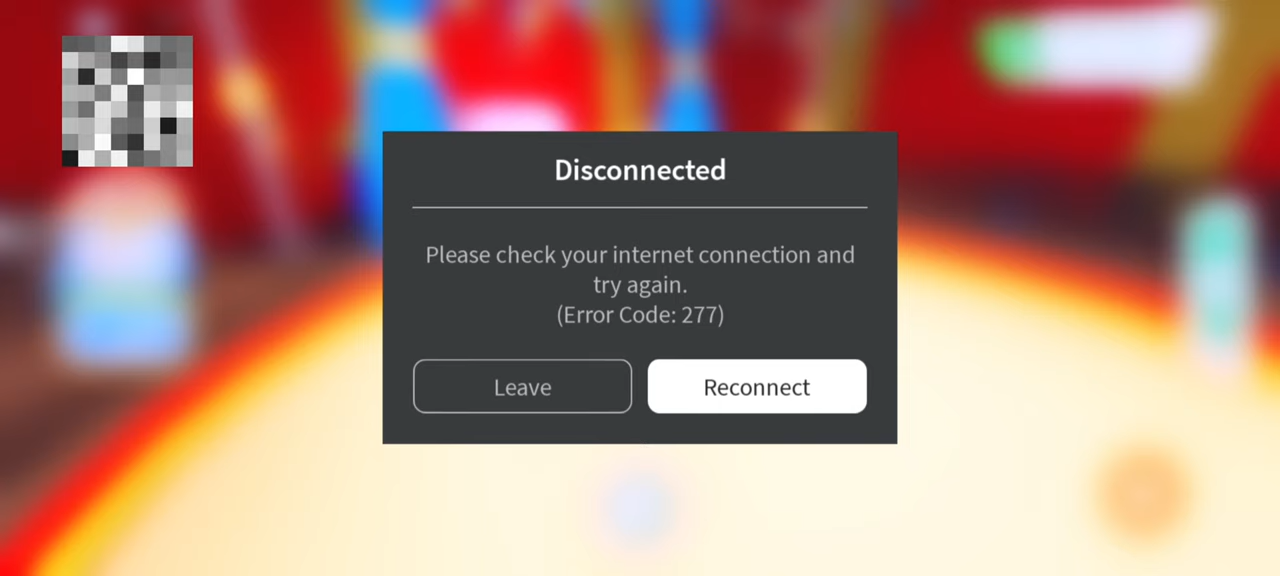 Disconnected
Please check your internet connection and
try again.
(Error Code: 277)
Leave
Reconnect